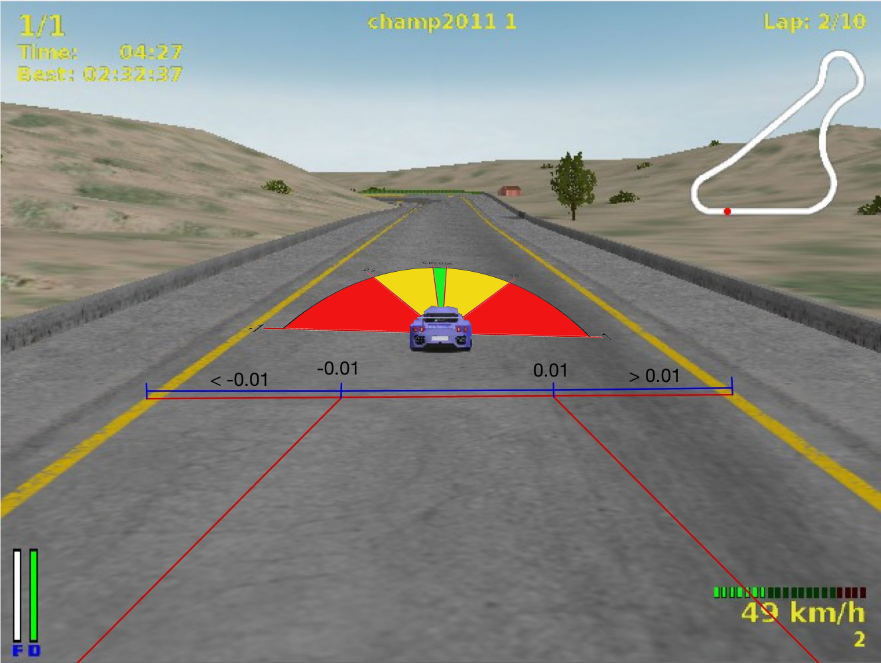 1/1
champ2011 1
Lap: 2/10
Time: 04:27
Best: 02:32:37
< -0.01
-0.01
0.01
> 0.01
49 km/h
2
F D